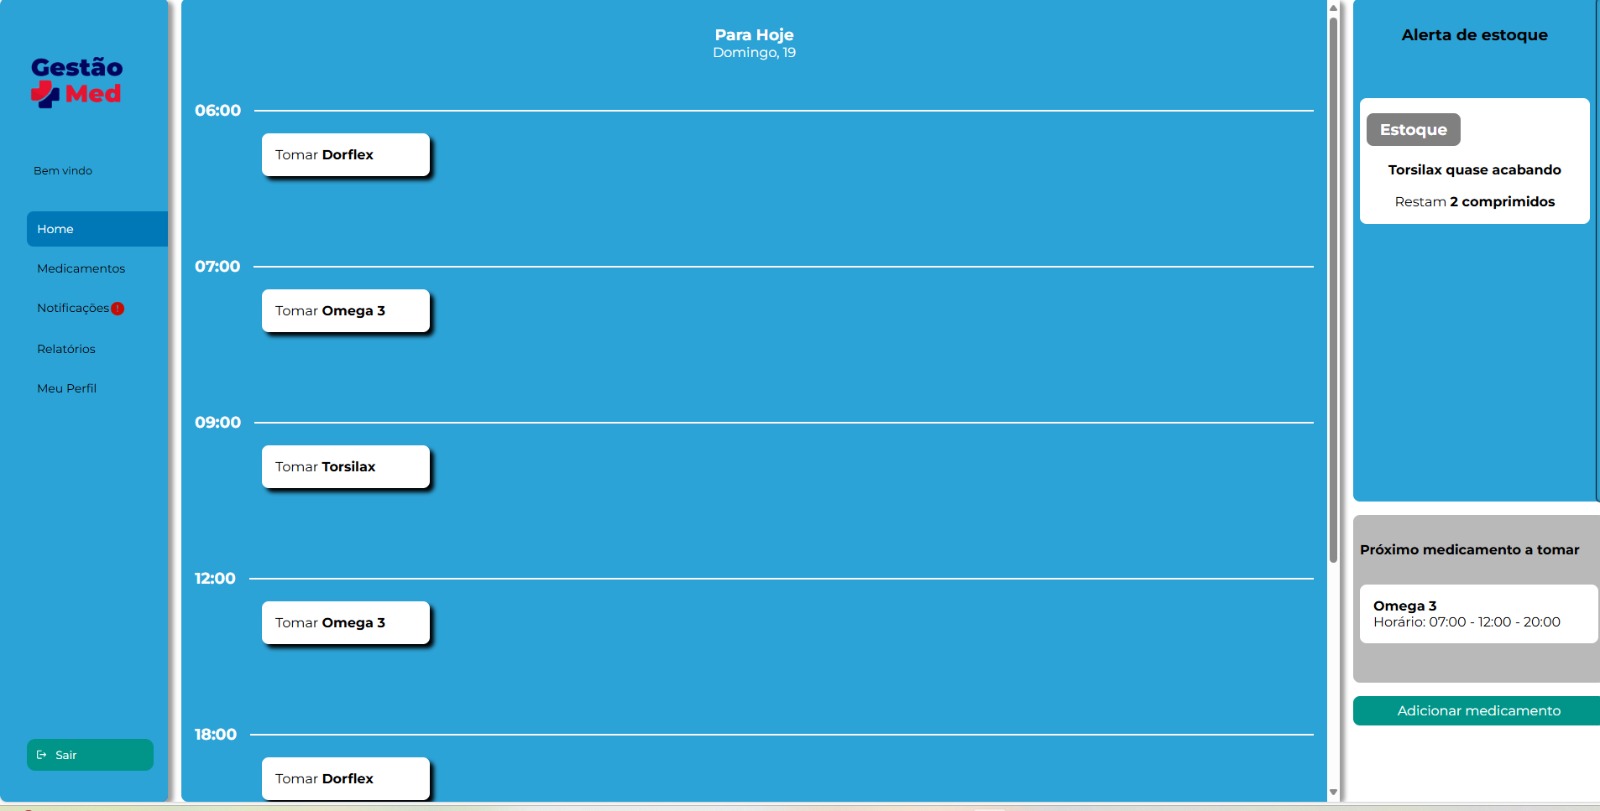 Gestão
Med
Bem vindo
Home
Medicamentos
Notificações
Relatórios
Meu Perfil
Sair
Para Hoje
Domingo, 19
06:00
Tomar Dorflex
07:00
Tomar Omega 3
09:00
Tomar Torsilax
12:00
Tomar Omega 3
18:00
Tomar Dorflex
Alerta de estoque
Estoque
Torsilax quase acabando
Restam 2 comprimidos
Próximo medicamento a tomar
Omega 3
Horário: 07:00 - 12:00 - 20:00
Adicionar medicamento